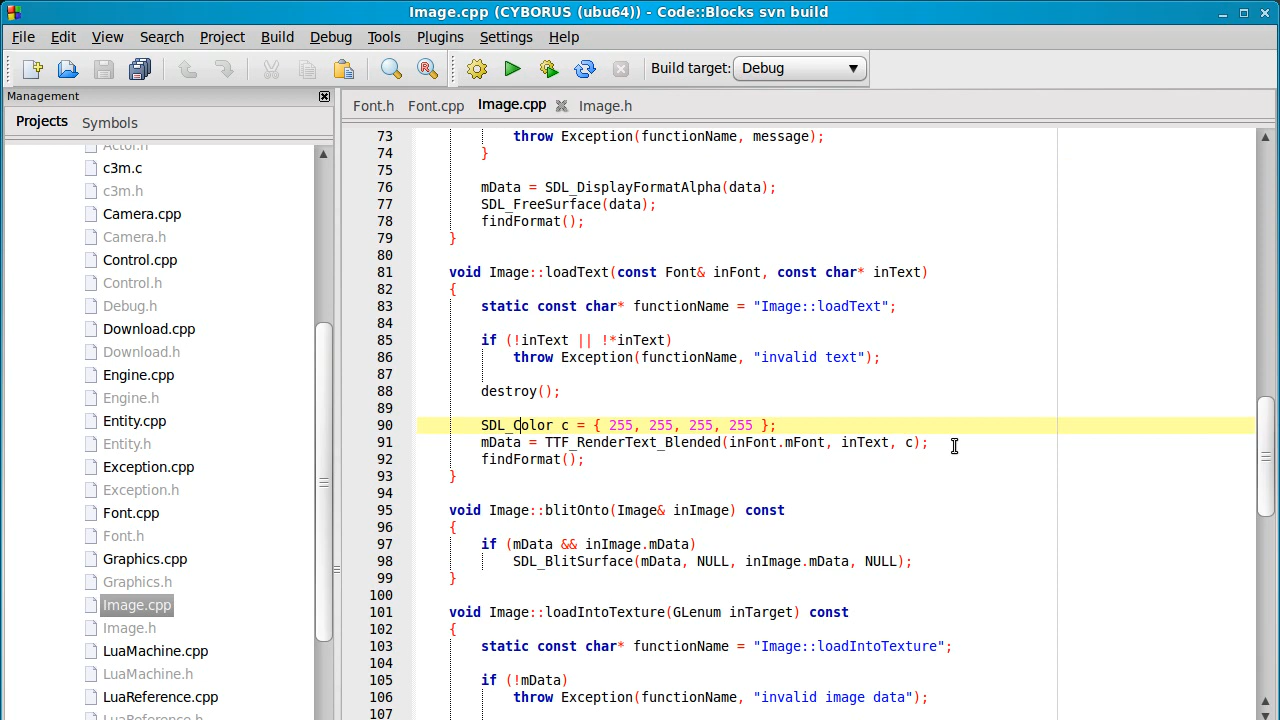 Image.cpp (CYBORUS (ubu64)) - Code::Blocks svn build
File Edit View Search Project Build Debug Tools Plugins Settings Help
Build target: Debug
Management
Projects Symbols
Actor.h
c3m.c
c3m.h
Camera.cpp
Camera.h
Control.cpp
Control.h
Debug.h
Download.cpp
Download.h
Engine.cpp
Engine.h
Entity.cpp
Entity.h
Exception.cpp
Exception.h
Font.cpp
Font.h
Graphics.cpp
Graphics.h
Image.cpp
Image.h
LuaMachine.cpp
LuaMachine.h
LuaReference.cpp
LuaReference.h
Font.h Font.cpp Image.cpp Image.h
73 throw Exception(functionName, message);
74 }
75
76 mData = SDL_DisplayFormatAlpha(data);
77 SDL_FreeSurface(data);
78 findFormat();
79 }
80
81 void Image::loadText(const Font& inFont, const char* inText)
82 {
83 static const char* functionName = "Image::loadText";
84
85 if (!inText || !*inText)
86 throw Exception(functionName, "invalid text");
87
88 destroy();
89
90 SDL_Color c = { 255, 255, 255, 255 };
91 mData = TTF_RenderText_Blended(inFont.mFont, inText, c);
92 findFormat();
93 }
94
95 void Image::blitOnto(Image& inImage) const
96 {
97 if (mData && inImage.mData)
98 SDL_BlitSurface(mData, NULL, inImage.mData, NULL);
99 }
100
101 void Image::loadIntoTexture(GLenum inTarget) const
102 {
103 static const char* functionName = "Image::loadIntoTexture";
104
105 if (!mData)
106 throw Exception(functionName, "invalid image data");
107